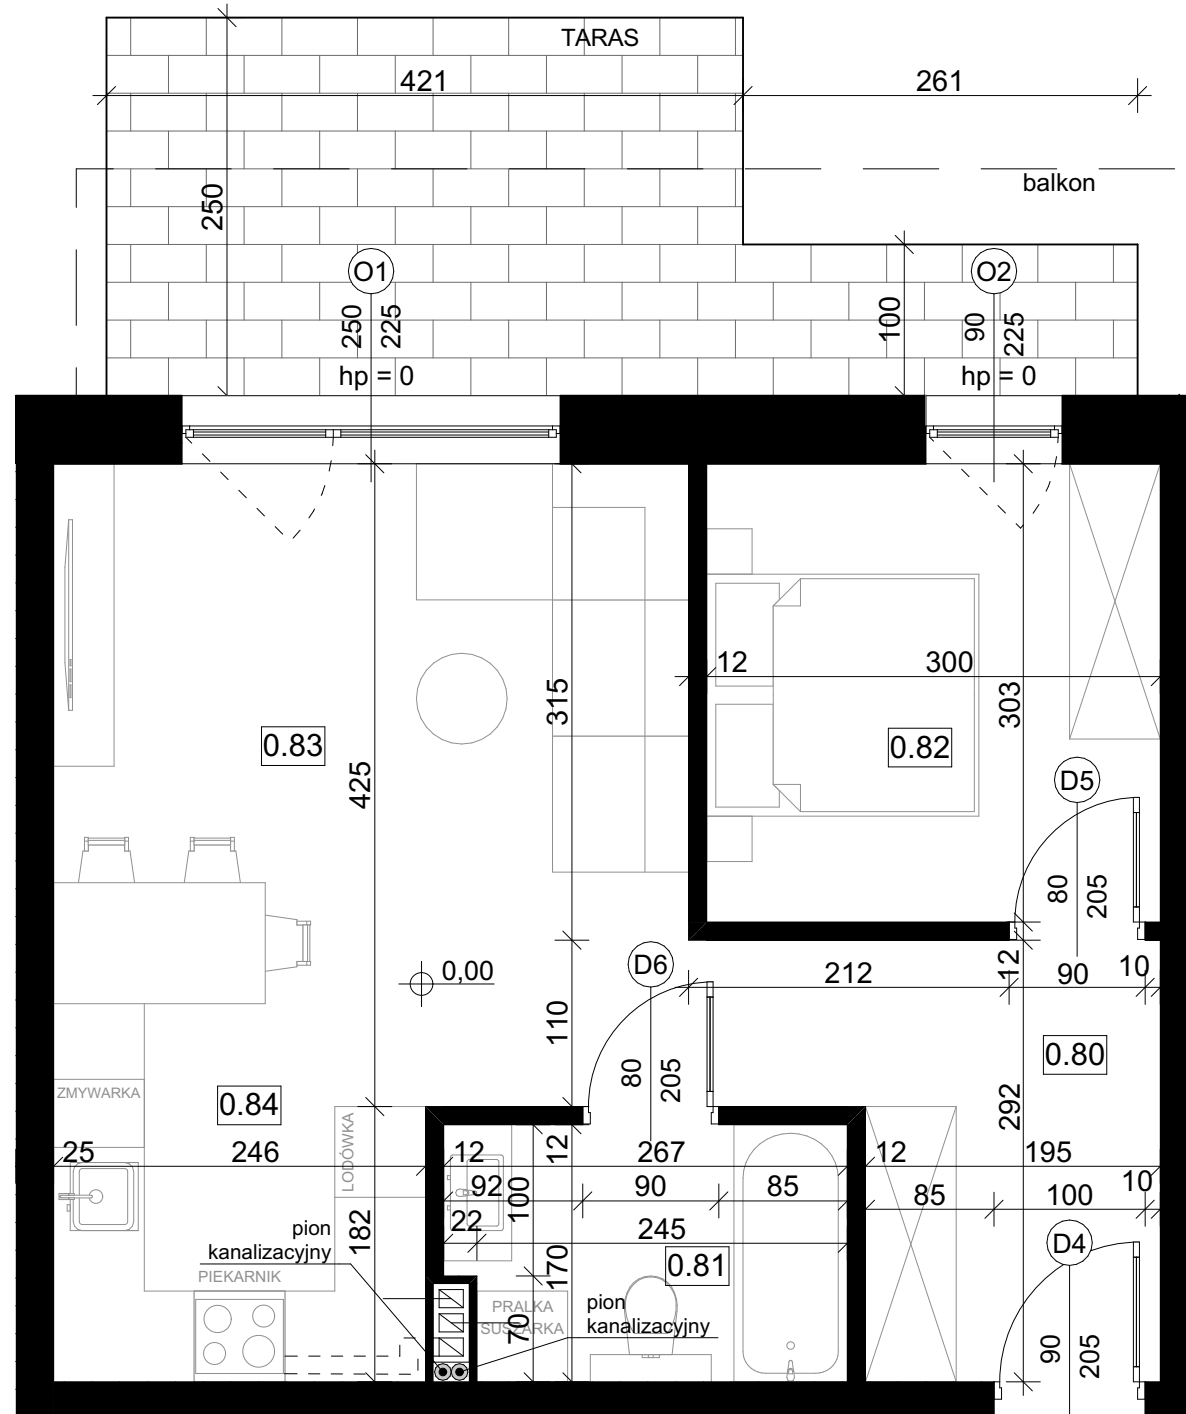 TARAS
421
261
balkon
250
O1
O2
250
225
100
90
225
hp = 0
hp = 0
12
300
315
303
0.83
0.82
425
D5
80
205
0,00
D6
212
12
90
10
110
80
205
0.80
ZMYWARKA
0.84
LODÓWKA
292
25
246
12
12
267
12
195
92
100
90
85
85
100
10
22
245
182
pion
kanalizacyjny
170
0.81
D4
PIEKARNIK
PRALKA
SUSZARKA
70
pion
kanalizacyjny
90
205